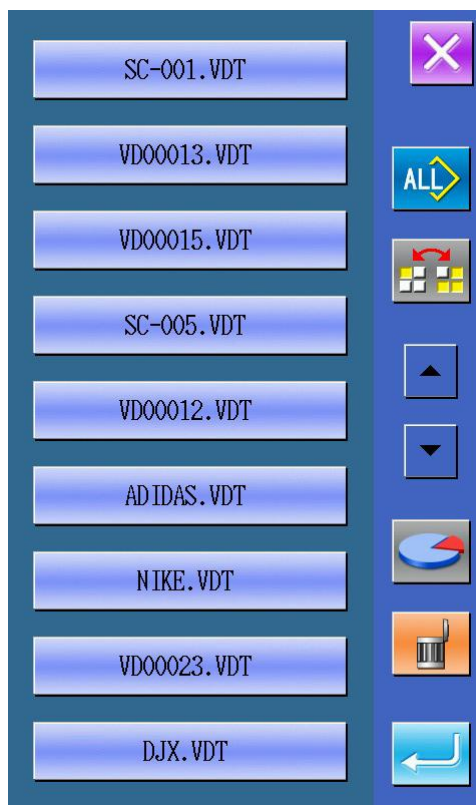 SC-001.VDT
VD00013.VDT
ALL
VD00015.VDT
SC-005.VDT
VD00012.VDT
ADIDAS.VDT
NIKE.VDT
VD00023.VDT
DJX.VDT